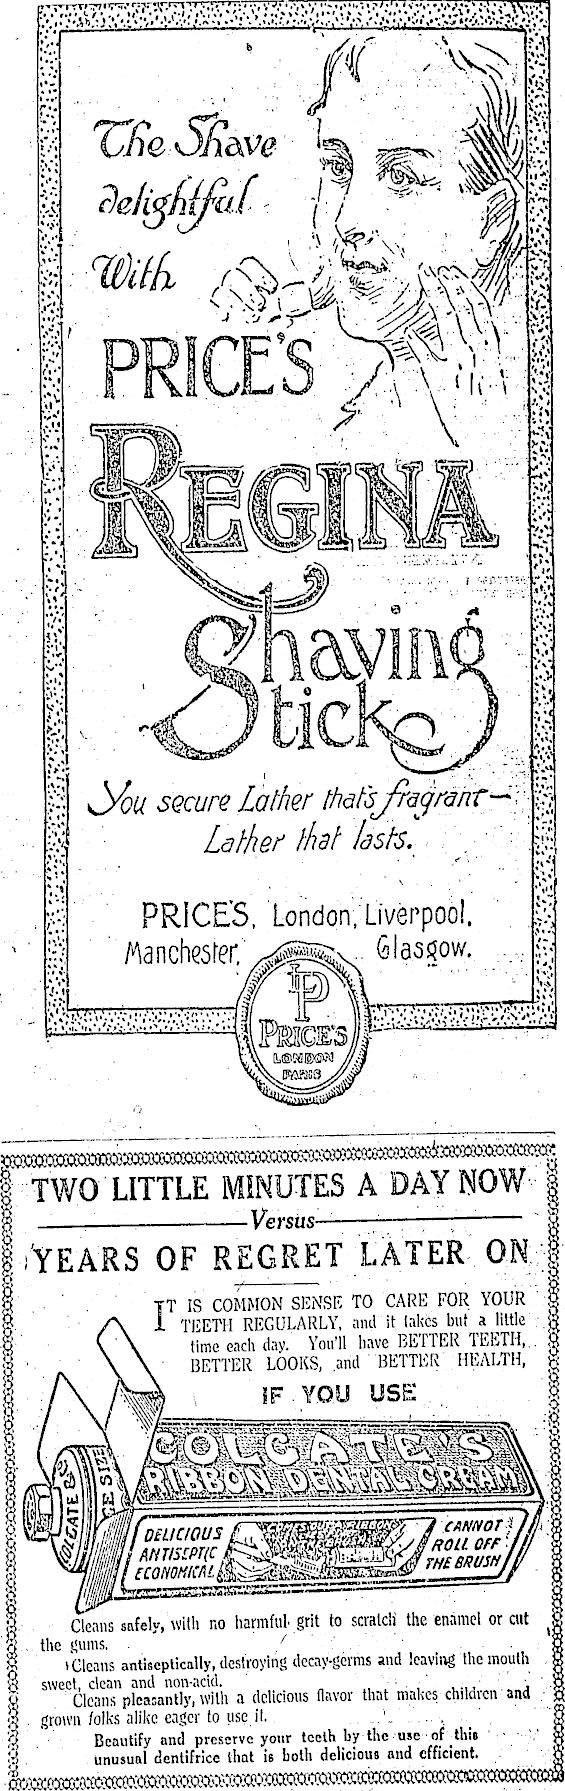 The Shave
delightful
With
PRICE'S
REGINA
Shaving
Stick
You secure Lather that's fragrant—
Lather that lasts.
PRICE'S, London, Liverpool,
Manchester, Glasgow.
LP
PRICE'S
LONDON
PARIS
TWO LITTLE MINUTES A DAY NOW
Versus
YEARS OF REGRET LATER ON
IT IS COMMON SENSE TO CARE FOR YOUR
TEETH REGULARLY, and it takes but a little
time each day. You'll have BETTER TEETH,
BETTER LOOKS, and BETTER HEALTH,
IF YOU USE
COLGATE'S
RIBBON DENTAL CREAM
COLGATE & Co
CE SIZE
DELICIOUS
ANTISEPTIC
ECONOMICAL
CANNOT
ROLL OFF
THE BRUSH
Cleans safely, with no harmful grit to scratch the enamel or cut
the gums.
Cleans antiseptically, destroying decay-germs and leaving the mouth
sweet, clean and non-acid.
Cleans pleasantly, with a delicious flavor that makes children and
grown folks alike eager to use it.
Beautify and preserve your teeth by the use of this
unusual dentifrice that is both delicious and efficient.